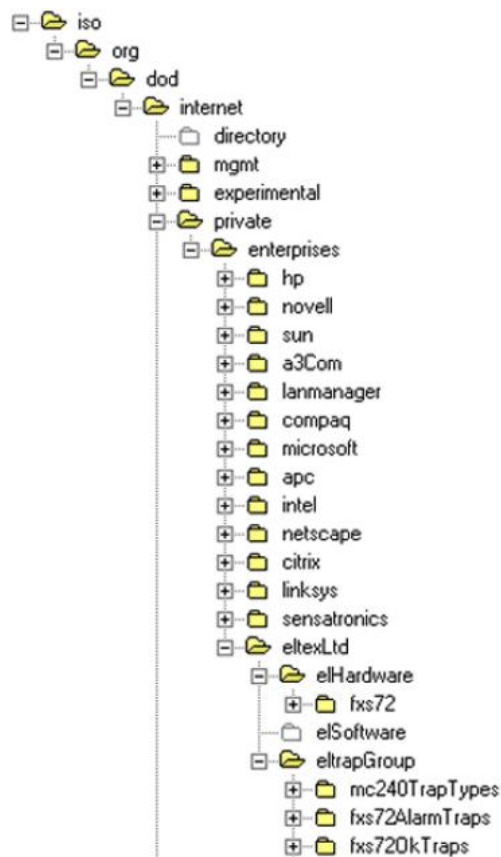 iso
org
dod
internet
directory
mgmt
experimental
private
enterprises
hp
novell
sun
a3Com
lanmanager
compaq
microsoft
apc
intel
netscape
citrix
linksys
sensatronics
eltexLtd
elHardware
fxs72
elSoftware
eltrapGroup
mc240TrapTypes
fxs72AlarmTraps
fxs72OkTraps